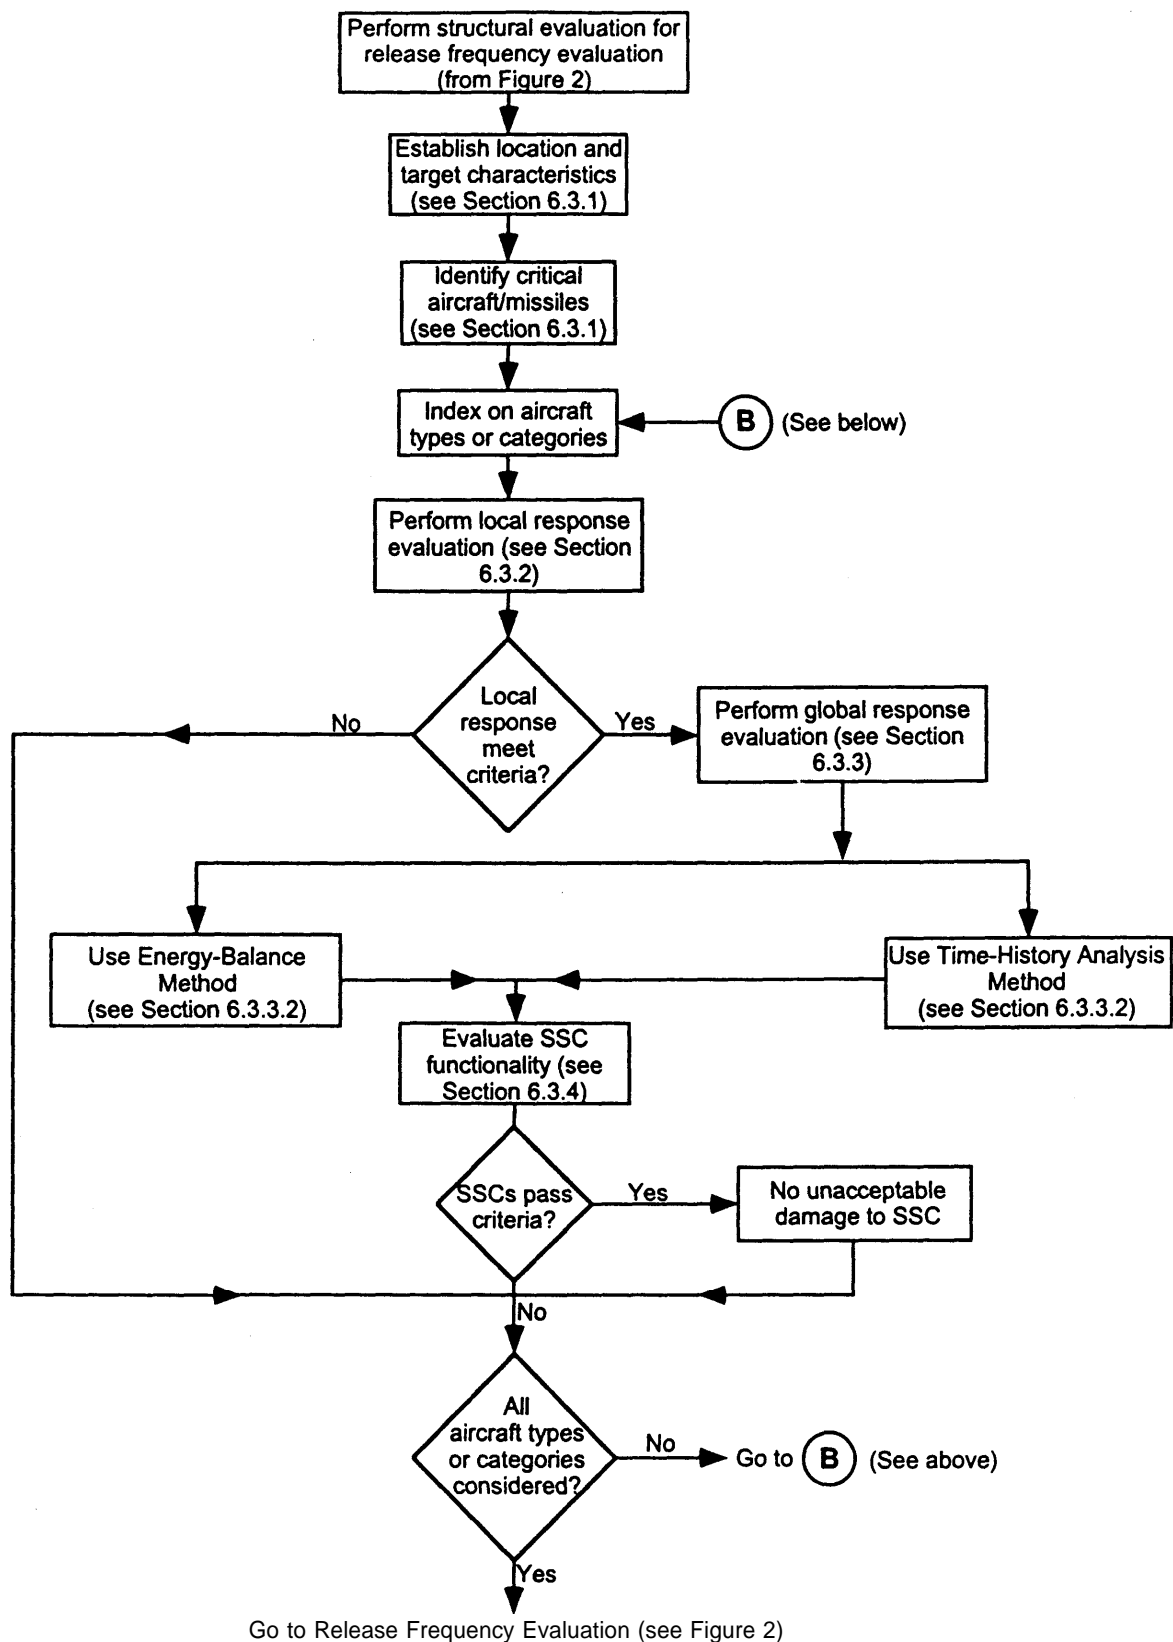 Perform structural evaluation for
release frequency evaluation
(from Figure 2)
Establish location and
target characteristics
(see Section 6.3.1)
Identify critical
aircraft/missiles
(see Section 6.3.1)
Index on aircraft
types or categories
B (See below)
Perform local response
evaluation (see Section
6.3.2)
Local
response
meet
criteria?
No
Yes
Perform global response
evaluation (see Section
6.3.3)
Use Energy-Balance
Method
(see Section 6.3.3.2)
Use Time-History Analysis
Method
(see Section 6.3.3.2)
Evaluate SSC
functionality (see
Section 6.3.4)
SSCs pass
criteria?
Yes
No unacceptable
damage to SSC
No
All
aircraft types
or categories
considered?
No
Go to B (See above)
Yes
Go to Release Frequency Evaluation (see Figure 2)